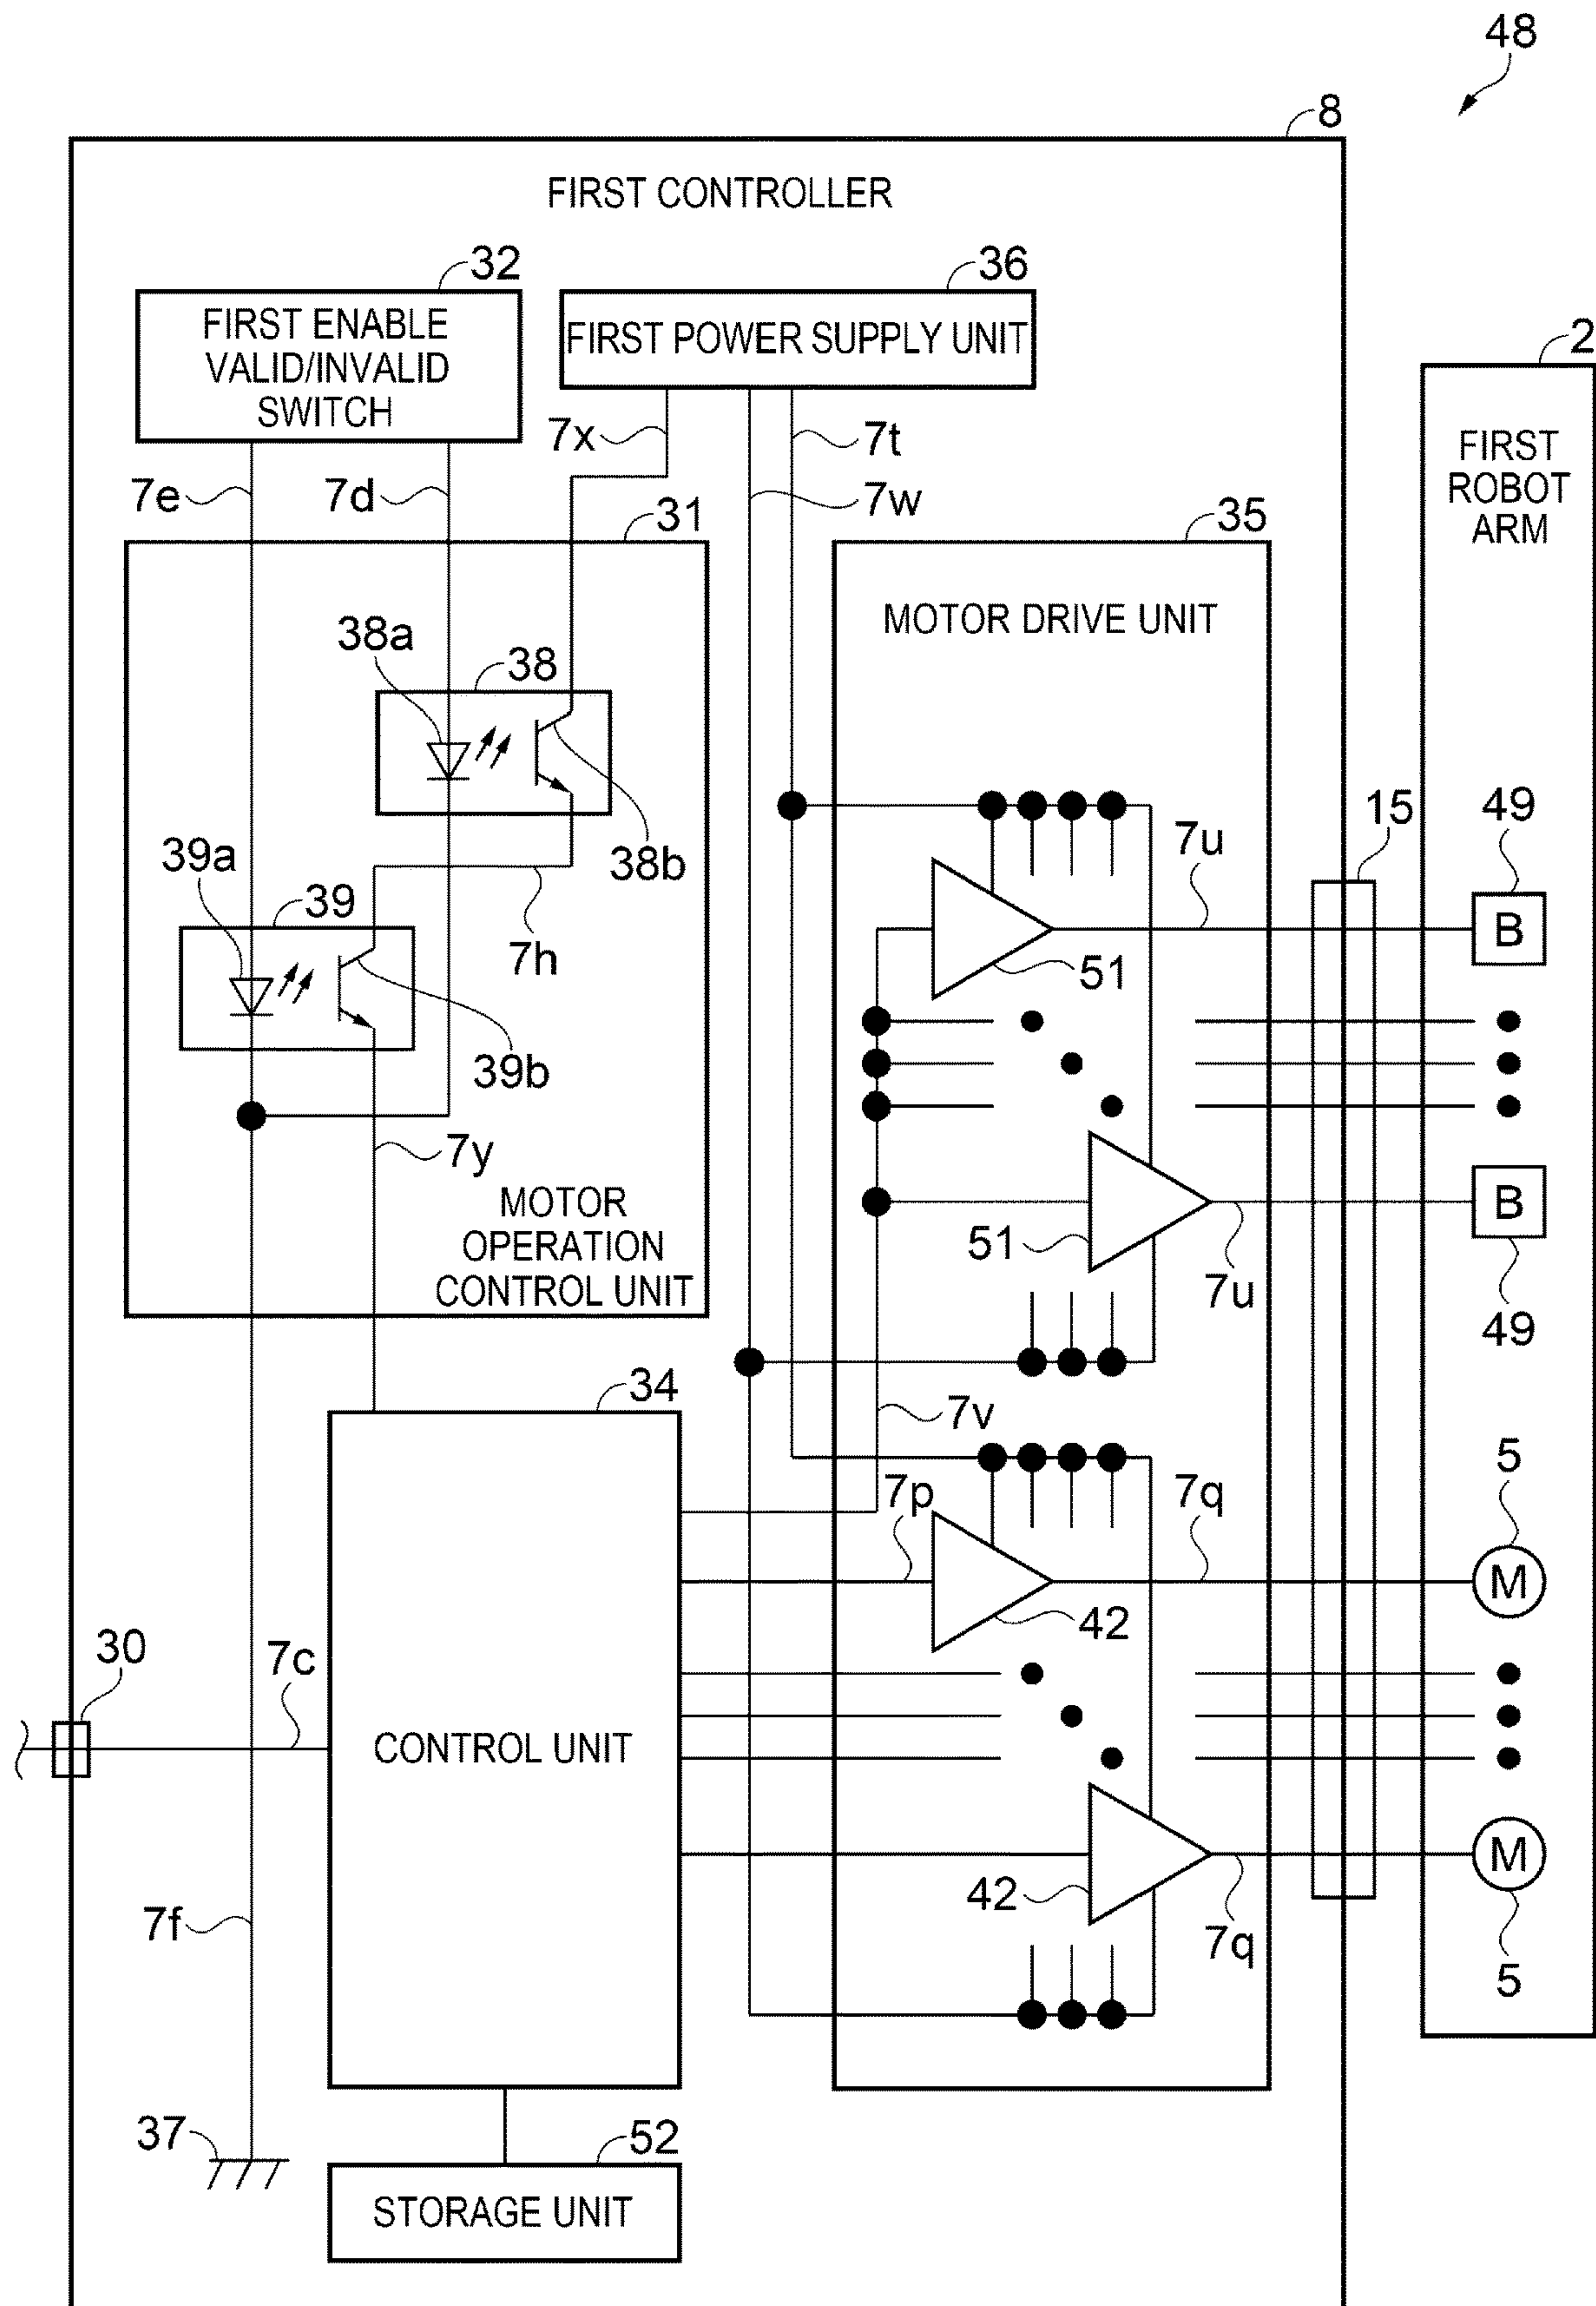 48
8
FIRST CONTROLLER
32
36
FIRST ENABLE
VALID/INVALID
SWITCH
FIRST POWER SUPPLY UNIT
2
7x
7t
FIRST
ROBOT
ARM
7e
7d
7w
31
35
MOTOR DRIVE UNIT
38a
38
15
49
39a
38b
7u
39
B
7h
51
39b
7y
B
MOTOR
OPERATION
CONTROL UNIT
51
7u
49
34
7v
5
7p
7q
M
42
30
7c
CONTROL UNIT
M
42
7f
7q
5
37
52
STORAGE UNIT